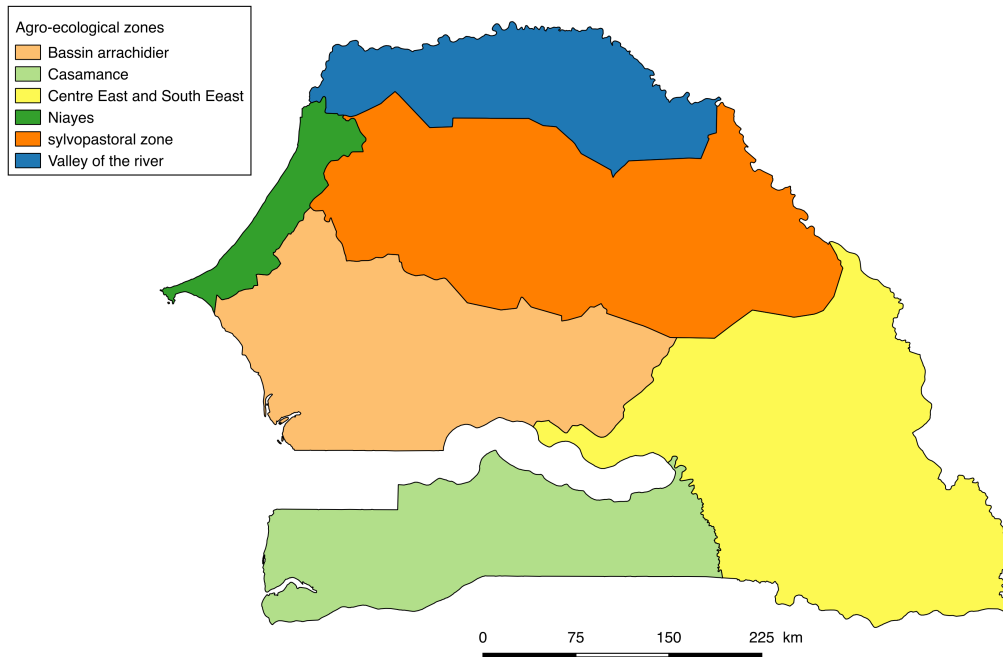 Agro-ecological zones
Bassin arrachidier
Casamance
Centre East and South Eeast
Niayes
sylvopastoral zone
Valley of the river
0 75 150 225 km